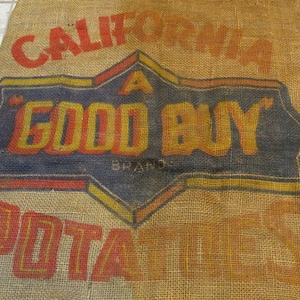 CALIFORNIA
A
"GOOD BUY"
BRAND
POTATOES